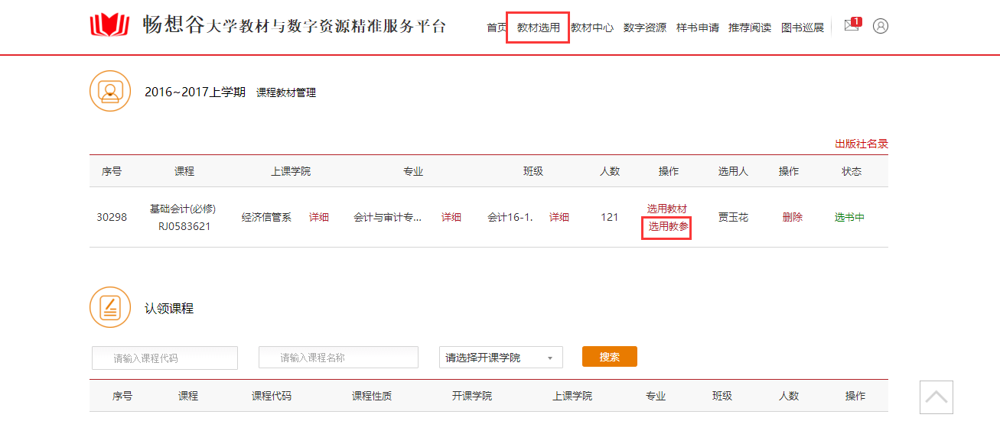 畅想谷大学教材与数字资源精准服务平台
首页 教材选用 教材中心 数字资源 样书申请 推荐阅读 图书巡展 1
2016~2017上学期 课程教材管理
出版社名录
序号 课程 上课学院 专业 班级 人数 操作 选用人 操作 状态
基础会计(必修) 选用教材
30298 经济信管系 详细 会计与审计专... 详细 会计16-1. 详细 121 贾玉花 删除 选书中
RJ0583621 选用教参
认领课程
请输入课程代码 请输入课程名称 请选择开课学院 搜索
序号 课程 课程代码 课程性质 开课学院 上课学院 专业 班级 人数 操作